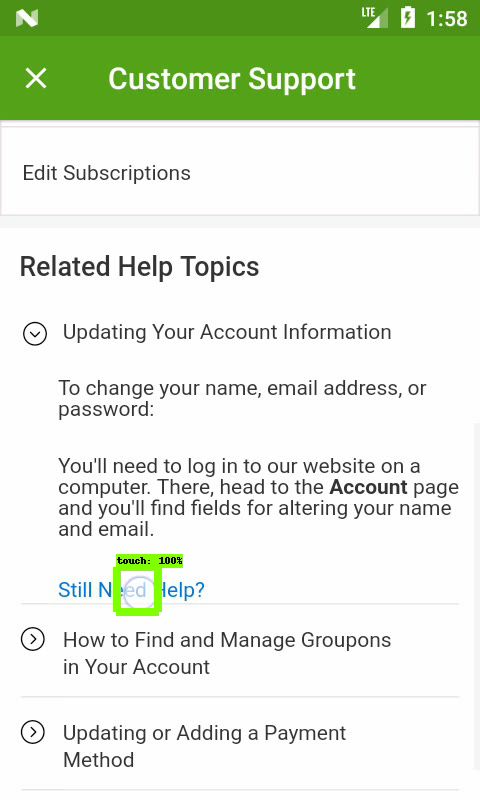 LTE 1:58
Customer Support
Edit Subscriptions
Related Help Topics
Updating Your Account Information
To change your name, email address, or
password:
You'll need to log in to our website on a
computer. There, head to the Account page
and you'll find fields for altering your name
and email.
touch: 100%
Still Need Help?
How to Find and Manage Groupons
in Your Account
Updating or Adding a Payment
Method